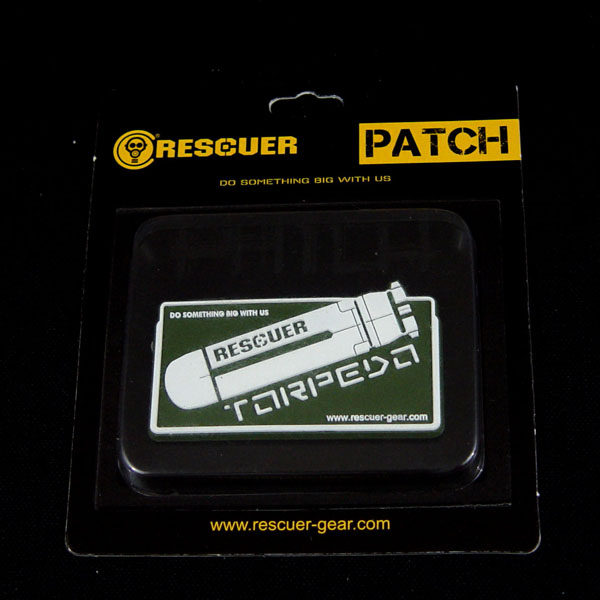 RESCUER
PATCH
DO SOMETHING BIG WITH US
DO SOMETHING BIG WITH US
RESCUER
TORPEDO
www.rescuer-gear.com
www.rescuer-gear.com